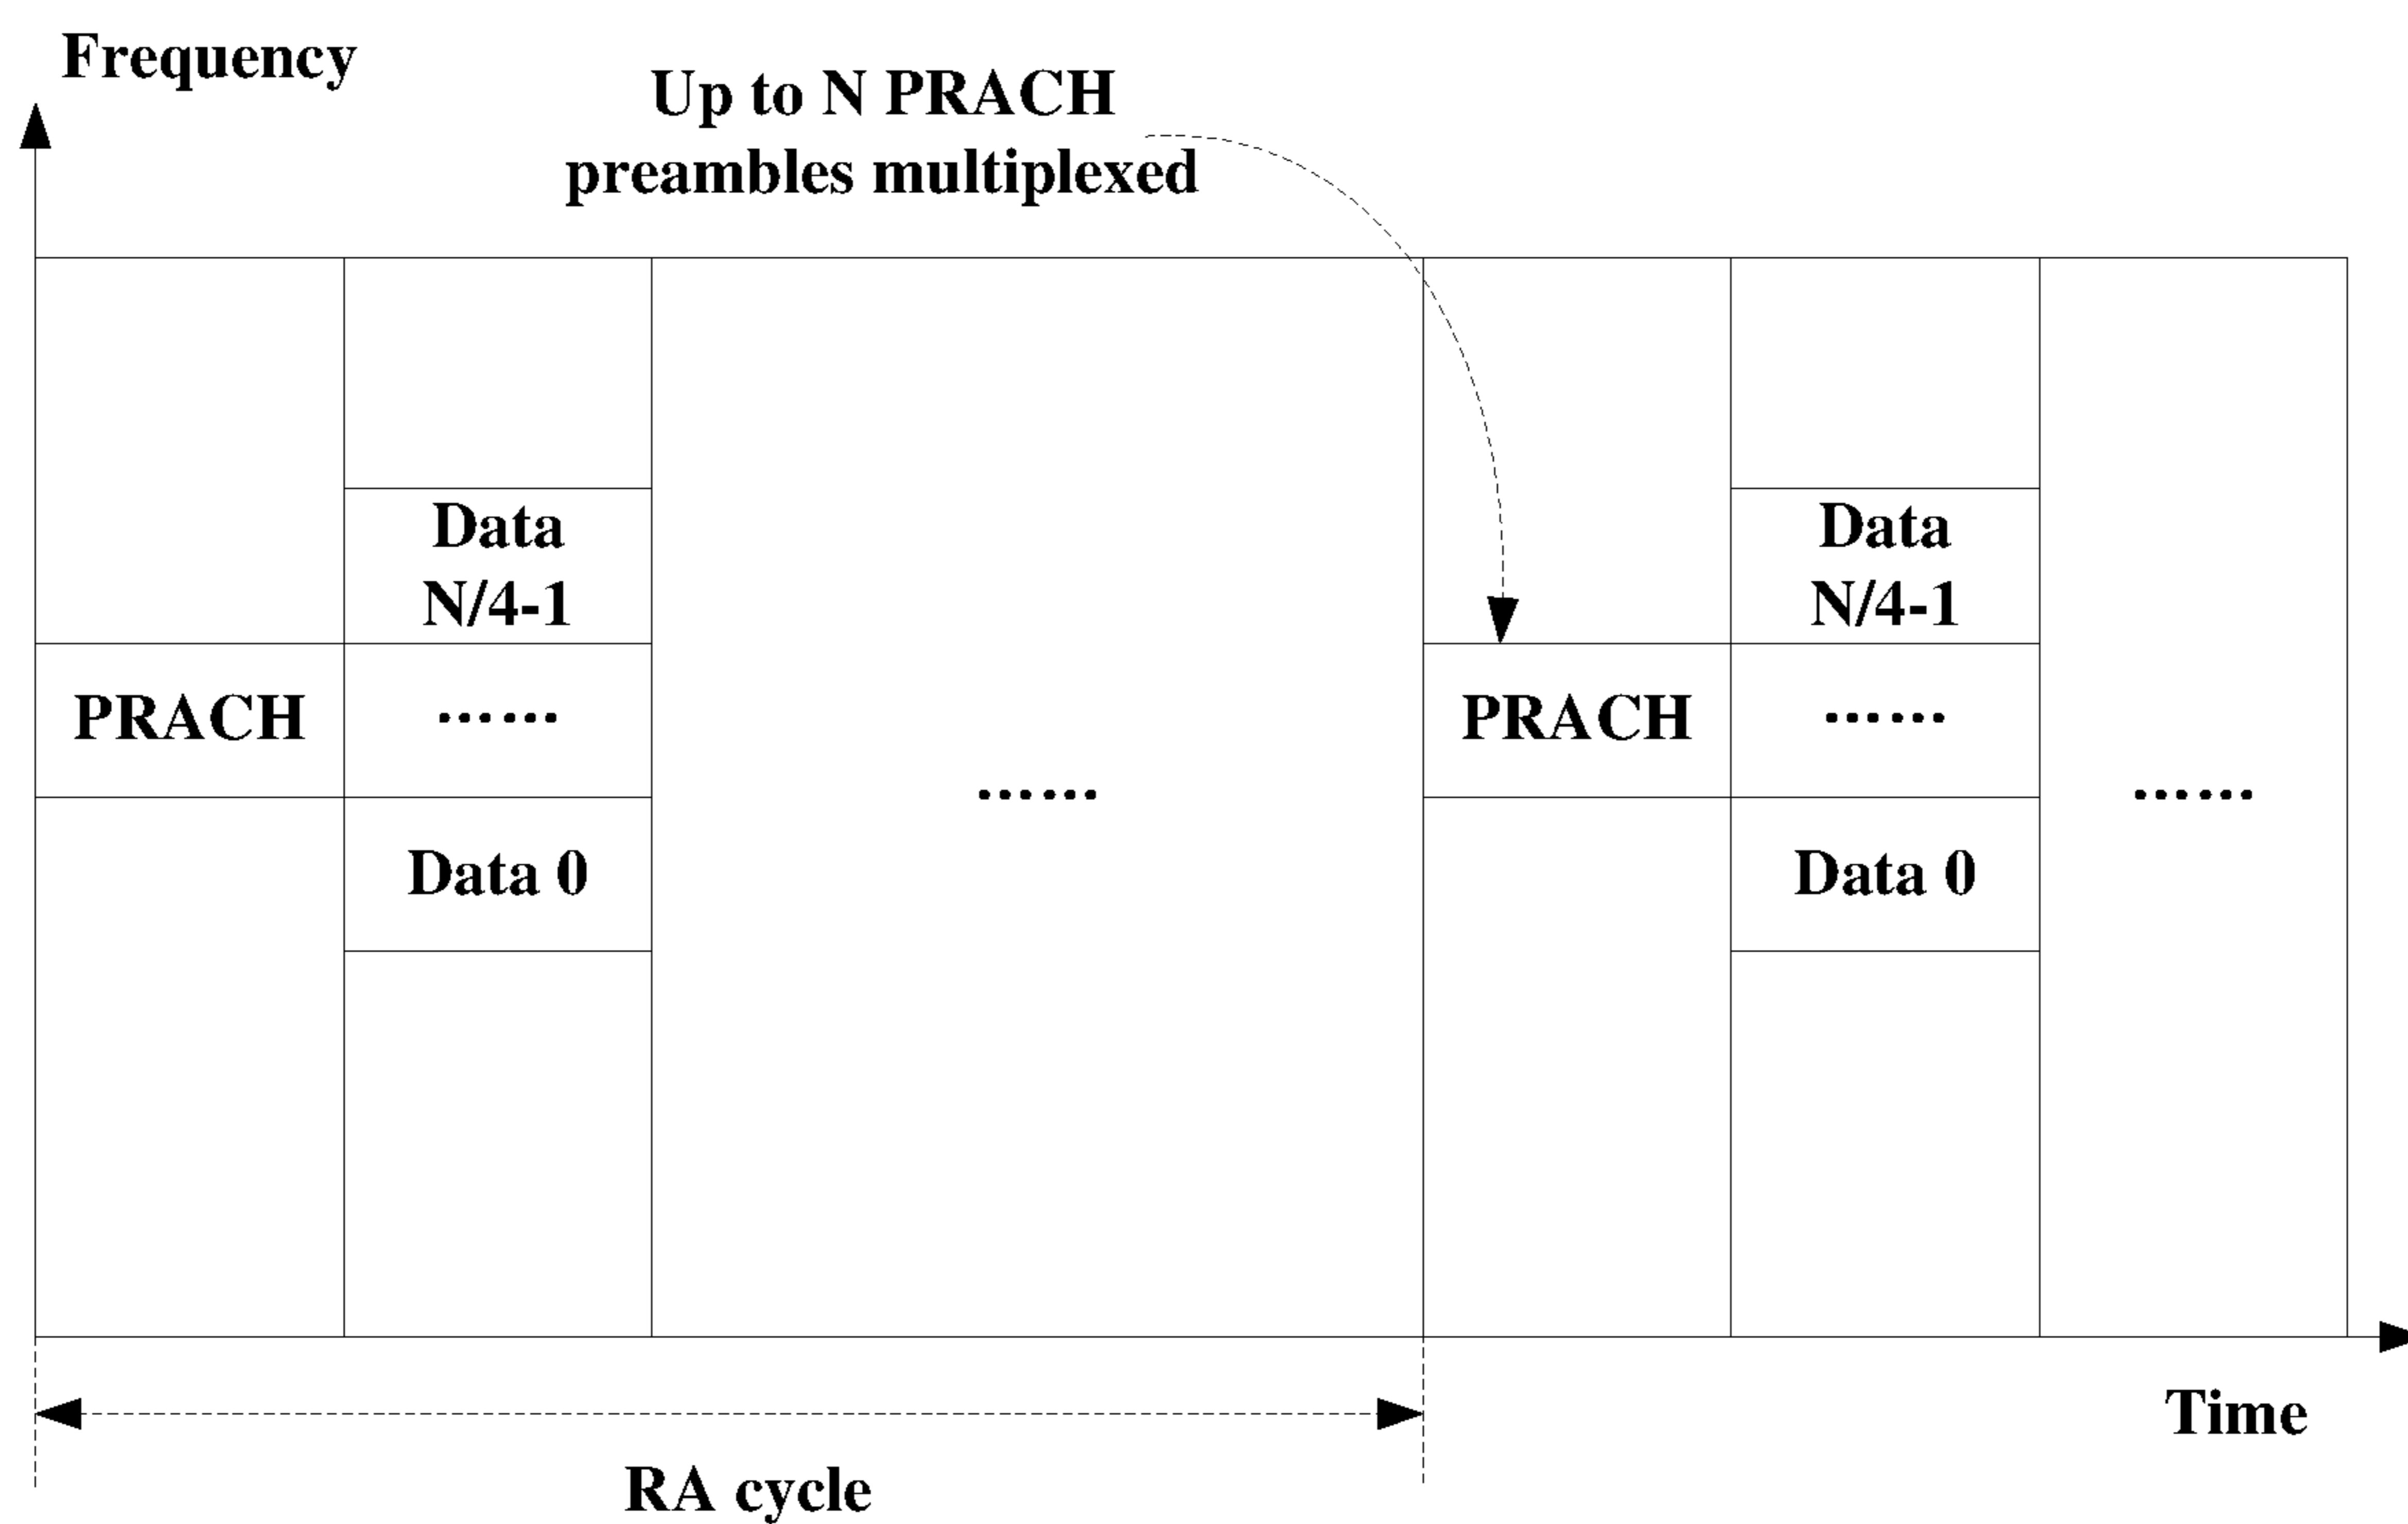 Frequency
Up to N PRACH
preambles multiplexed
Data
N/4-1
Data
N/4-1
PRACH
......
PRACH
......
......
......
Data 0
Data 0
Time
RA cycle